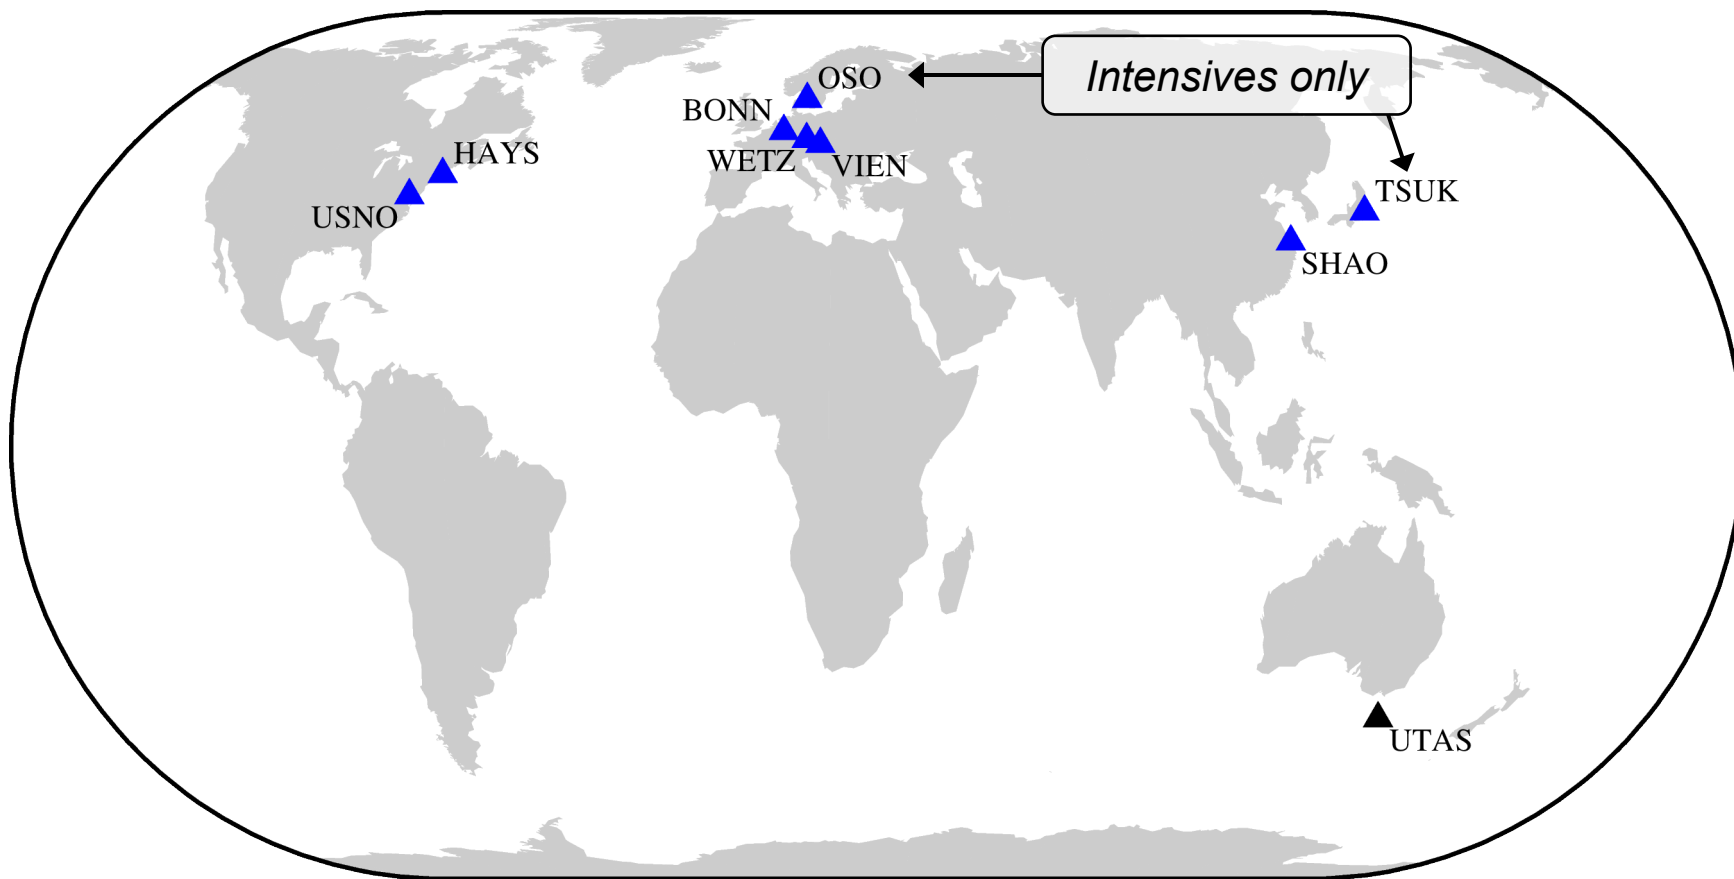 OSO
Intensives only
BONN
HAYS
WETZ
VIEN
TSUK
USNO
SHAO
UTAS